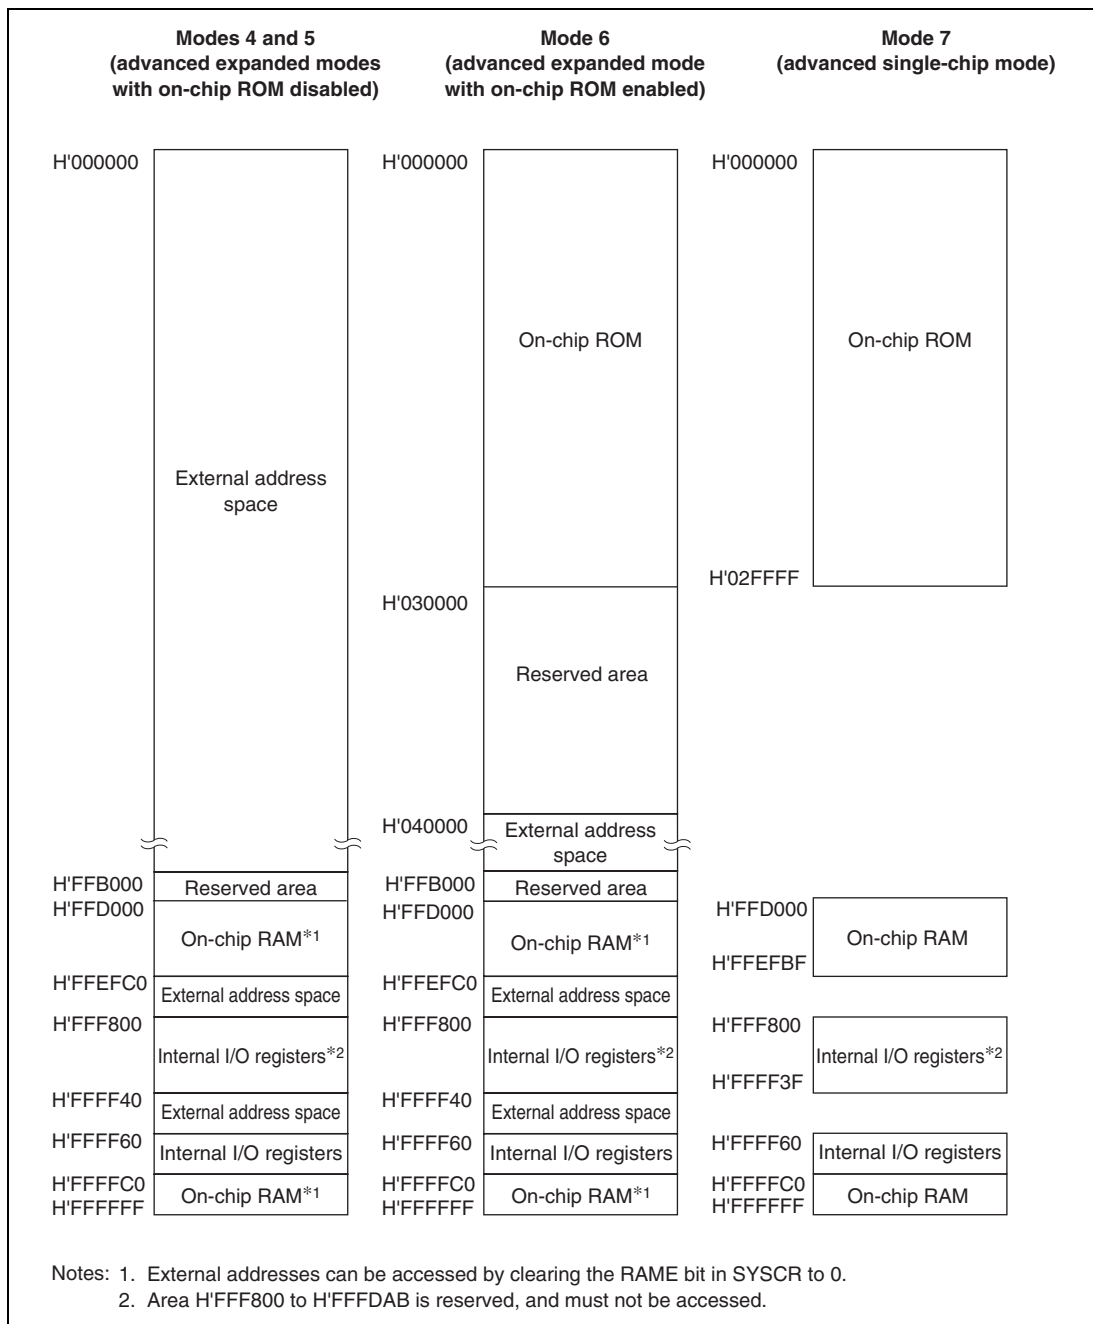 Modes 4 and 5
(advanced expanded modes
with on-chip ROM disabled)
Mode 6
(advanced expanded mode
with on-chip ROM enabled)
Mode 7
(advanced single-chip mode)
H'000000
External address
space
H'FFB000
Reserved area
H'FFD000
On-chip RAM*1
H'FFEFC0
External address space
H'FFF800
Internal I/O registers*2
H'FFFF40
External address space
H'FFFF60
Internal I/O registers
H'FFFFC0
On-chip RAM*1
H'FFFFFF
H'000000
On-chip ROM
H'030000
Reserved area
H'040000
External address
space
H'FFB000
Reserved area
H'FFD000
On-chip RAM*1
H'FFEFC0
External address space
H'FFF800
Internal I/O registers*2
H'FFFF40
External address space
H'FFFF60
Internal I/O registers
H'FFFFC0
On-chip RAM*1
H'FFFFFF
H'000000
On-chip ROM
H'02FFFF
H'FFD000
On-chip RAM
H'FFEFBF
H'FFF800
Internal I/O registers*2
H'FFFF3F
H'FFFF60
Internal I/O registers
H'FFFFC0
On-chip RAM
H'FFFFFF
Notes: 1. External addresses can be accessed by clearing the RAME bit in SYSCR to 0.
2. Area H'FFF800 to H'FFFDAB is reserved, and must not be accessed.